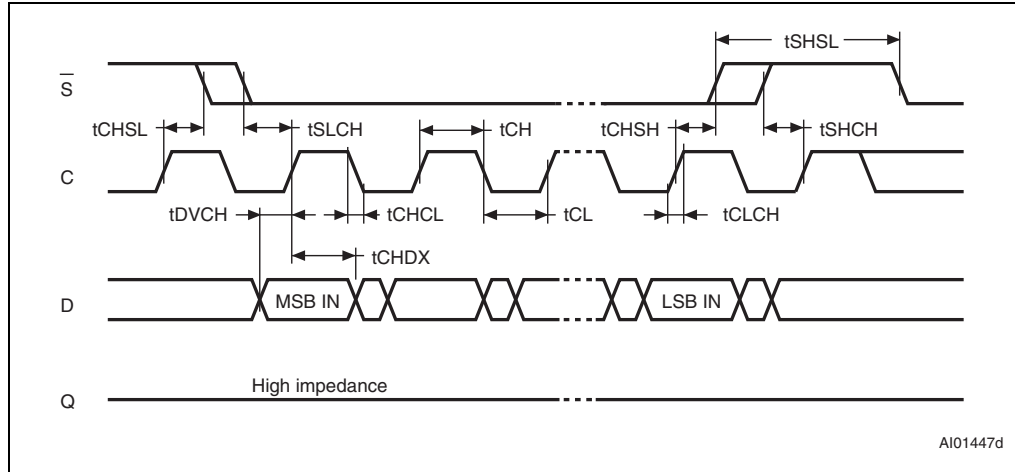 tSHSL
S
tCHSL tSLCH tCH tCHSH tSHCH
C
tDVCH tCHCL tCL tCLCH
tCHDX
D MSB IN LSB IN
High impedance
Q
AI01447d